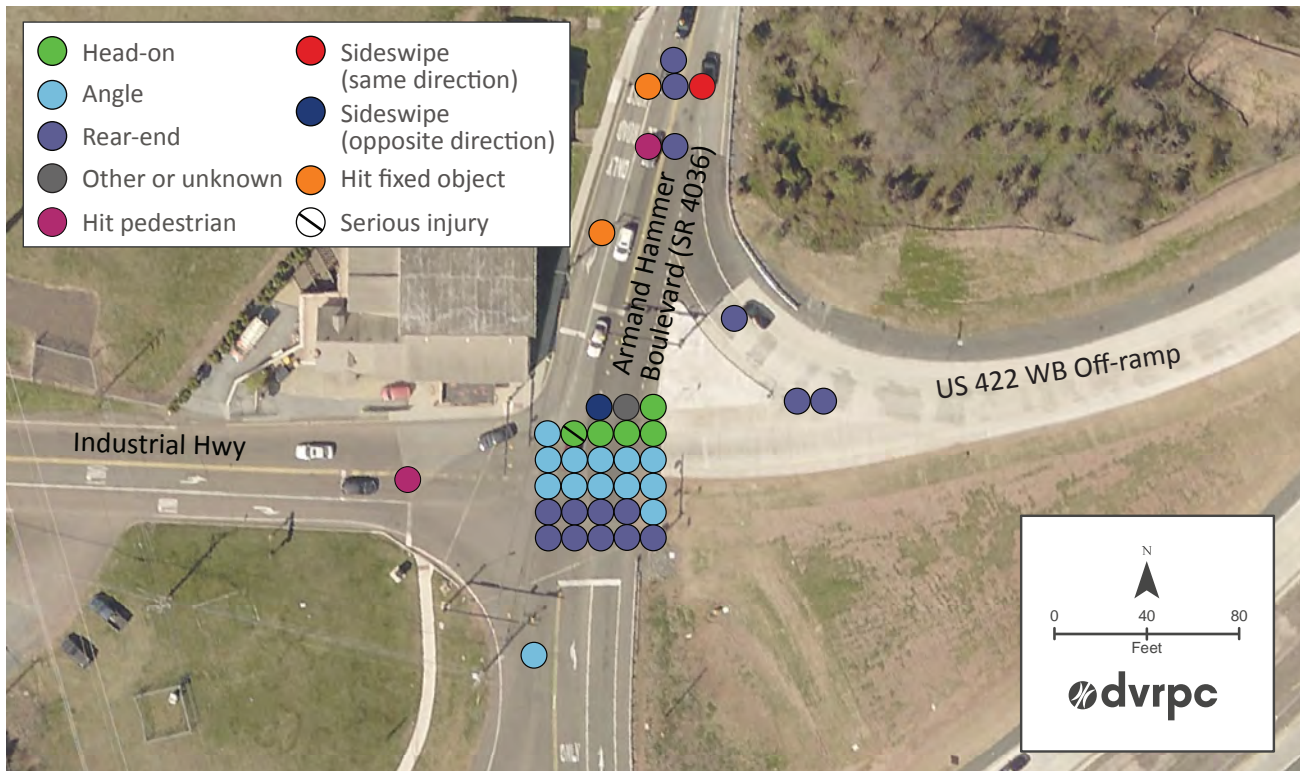 Head-on
Angle
Rear-end
Other or unknown
Hit pedestrian
Sideswipe
(same direction)
Sideswipe
(opposite direction)
Hit fixed object
Serious injury
Armand Hammer
Boulevard (SR 4036)
US 422 WB Off-ramp
Industrial Hwy
N
0 40 80
Feet
dvrpc